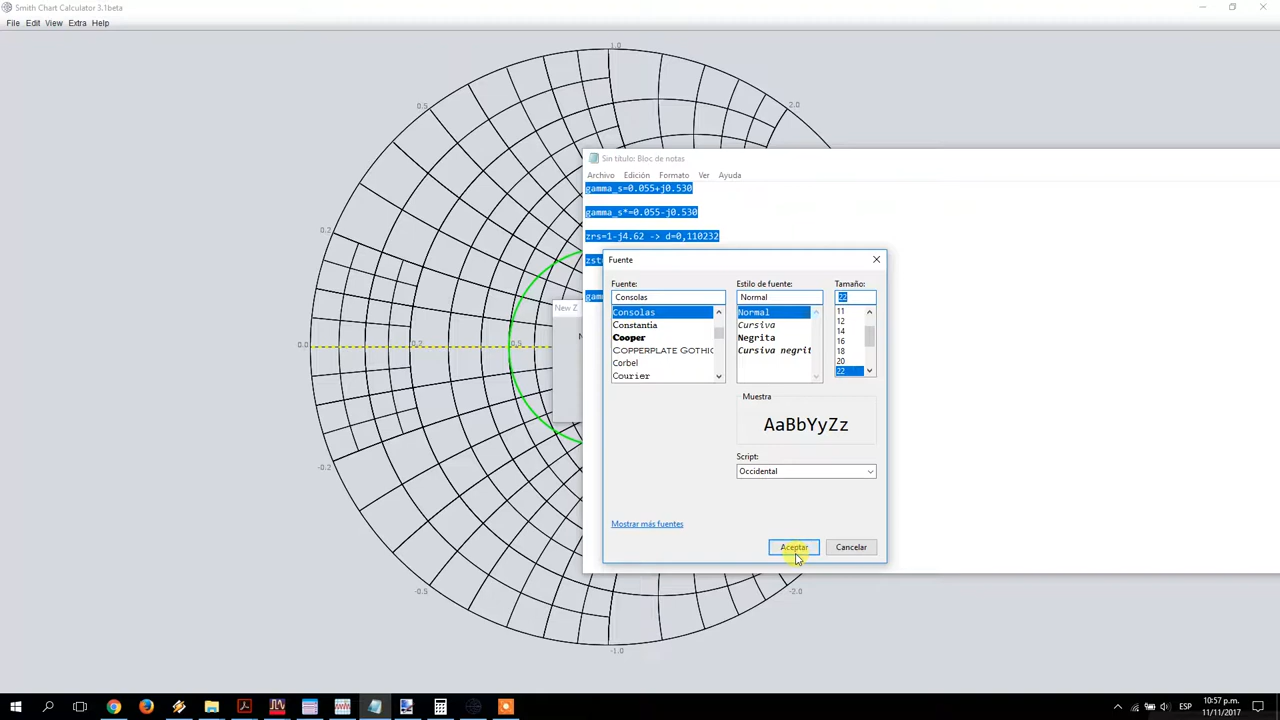 Smith Chart Calculator 3.1beta
File Edit View Extra Help
1.0
0.5
2.0
0.2
0.0
0.2
0.5
-0.2
-0.5
-2.0
-1.0
New Z
Sin título: Bloc de notas
Archivo Edición Formato Ver Ayuda
gamma_s=0.055+j0.530
gamma_s*=0.055-j0.530
zrs=1-j4.62 -> d=0,110232
Fuente
Fuente:
Consolas
Consolas
Constantia
Cooper
Copperplate Gothic
Corbel
Courier
Estilo de fuente:
Normal
Normal
Cursiva
Negrita
Cursiva negrit
Tamaño:
22
11
12
14
16
18
20
22
Muestra
AaBbYyZz
Script:
Occidental
Mostrar más fuentes
Aceptar
Cancelar
ESP
10:57 p.m.
11/11/2017